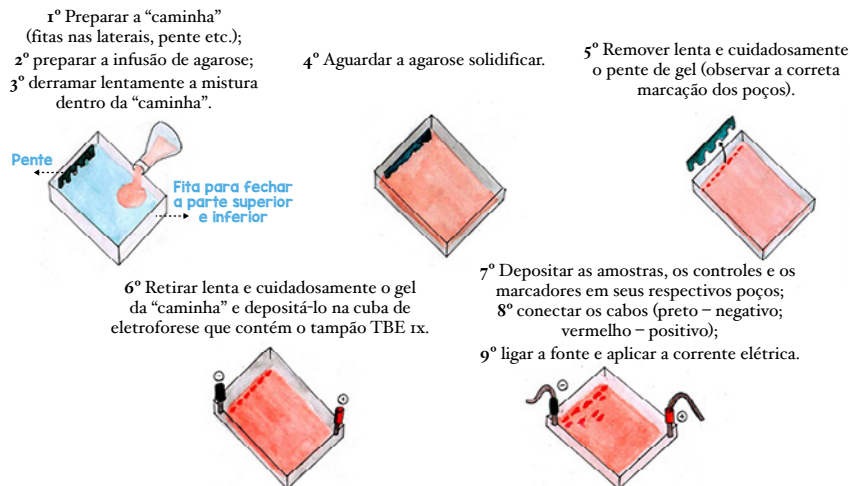 1º Preparar a “caminha”
(fitas nas laterais, pente etc.);
2º preparar a infusão de agarose;
3º derramar lentamente a mistura
dentro da “caminha”.
Pente
Fita para fechar
a parte superior
e inferior
4º Aguardar a agarose solidificar.
5º Remover lenta e cuidadosamente
o pente de gel (observar a correta
marcação dos poços).
6º Retirar lenta e cuidadosamente o gel
da “caminha” e depositá-lo na cuba de
eletroforese que contém o tampão TBE 1x.
7º Depositar as amostras, os controles e os
marcadores em seus respectivos poços;
8º conectar os cabos (preto – negativo;
vermelho – positivo);
9º ligar a fonte e aplicar a corrente elétrica.
−
+
−
+